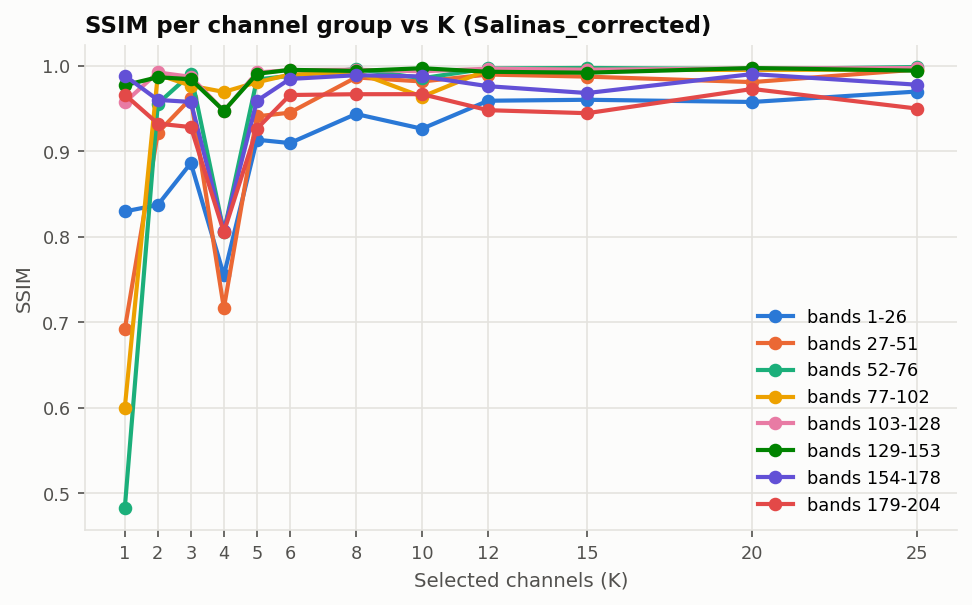 SSIM per channel group vs K (Salinas_corrected)
SSIM
1.0
0.9
0.8
0.7
0.6
0.5
bands 1-26
bands 27-51
bands 52-76
bands 77-102
bands 103-128
bands 129-153
bands 154-178
bands 179-204
1 2 3 4 5 6 8 10 12 15 20 25
Selected channels (K)